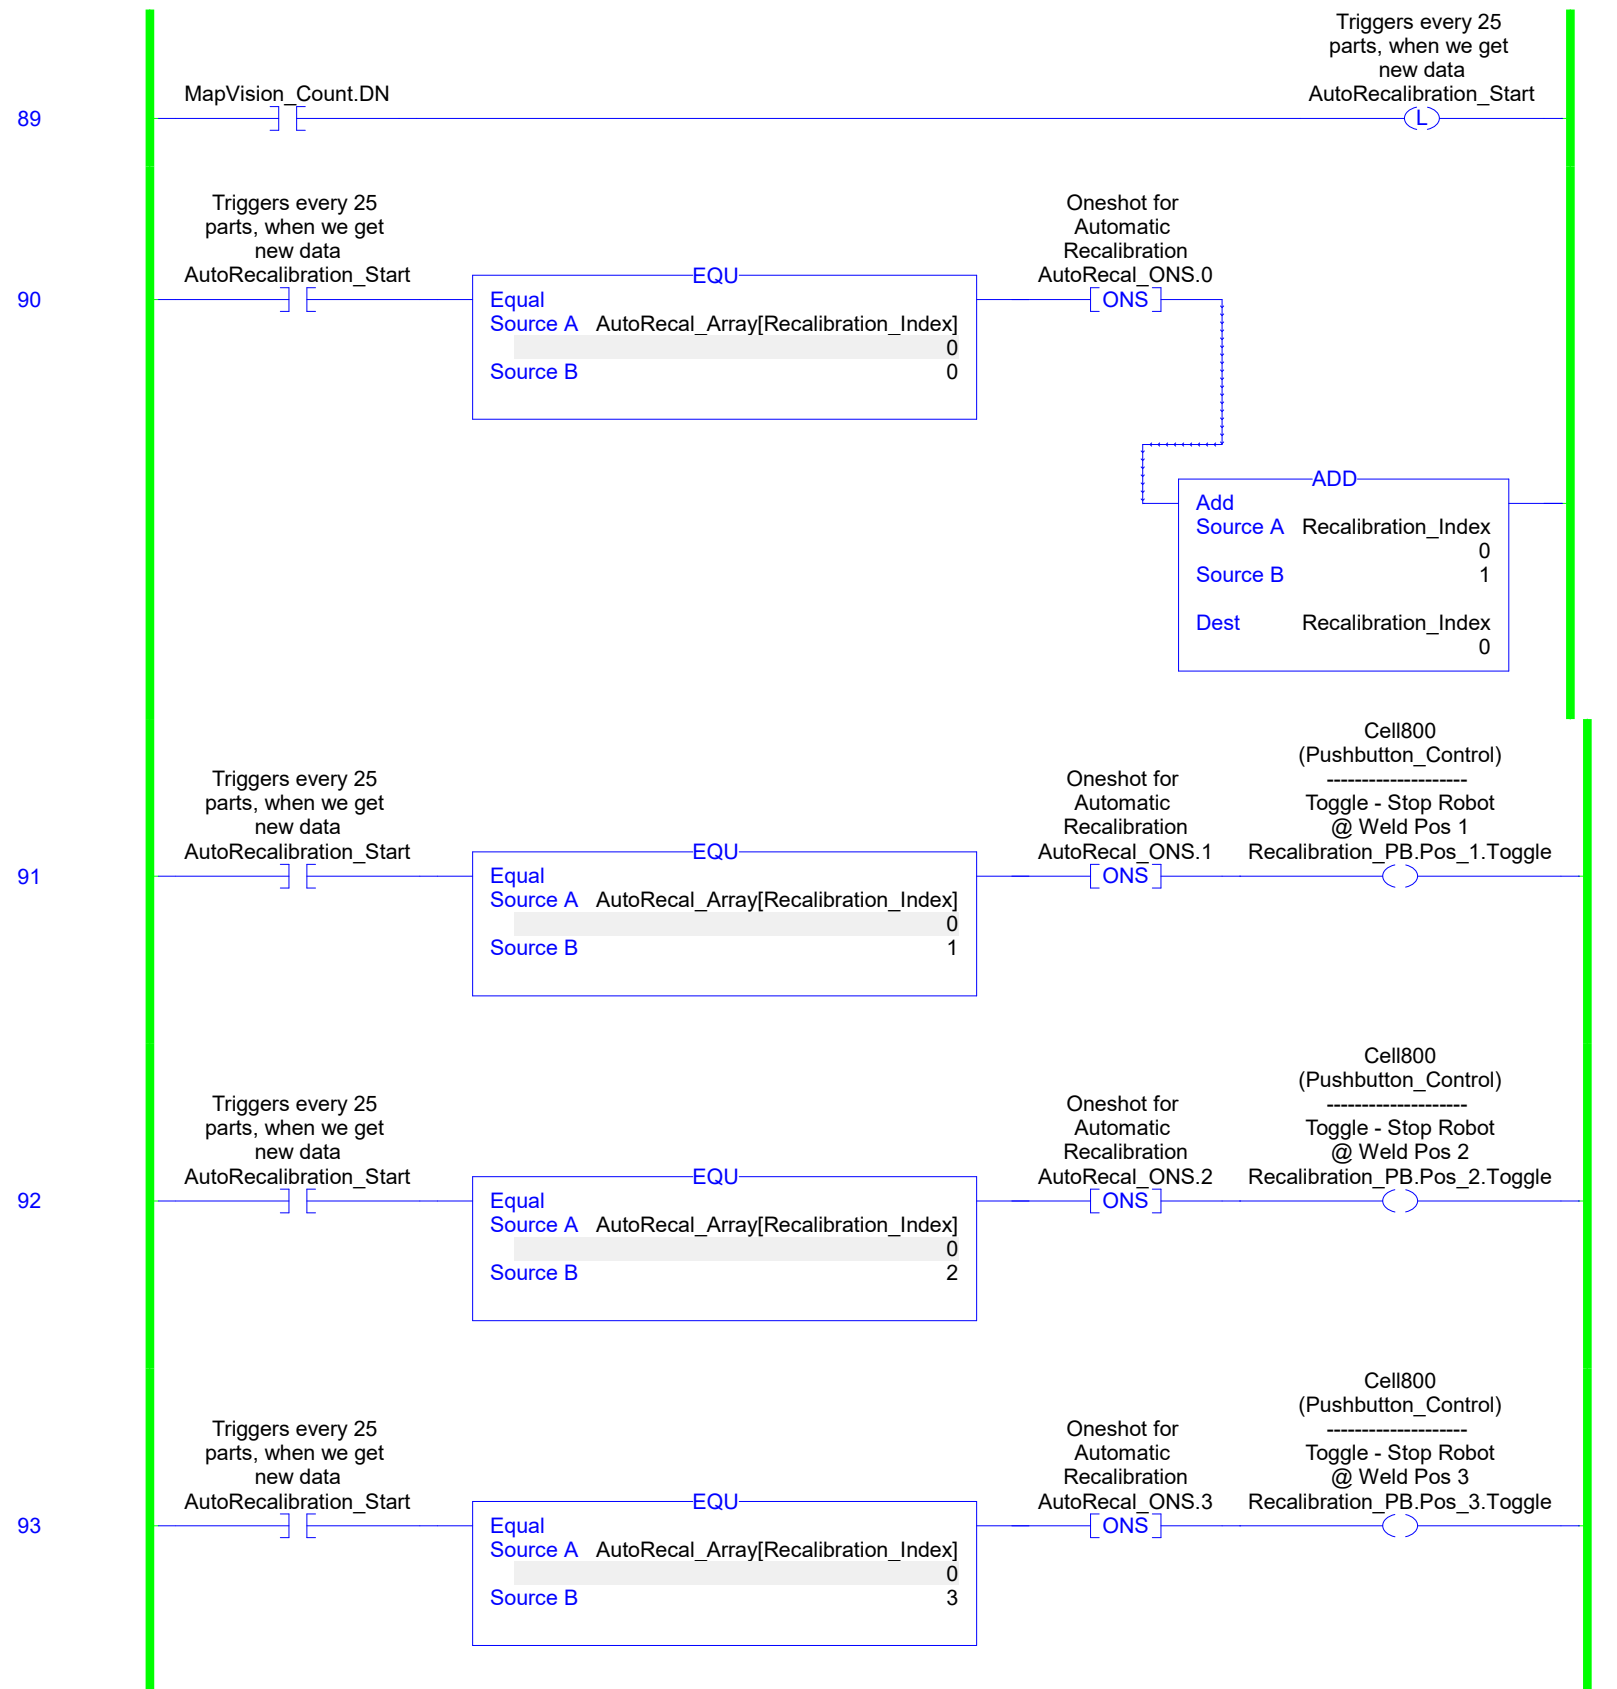 Triggers every 25
parts, when we get
new data
MapVision_Count.DN
AutoRecalibration_Start
89
L
Triggers every 25
parts, when we get
new data
AutoRecalibration_Start
Oneshot for
Automatic
Recalibration
AutoRecal_ONS.0
90
EQU
Equal
Source A AutoRecal_Array[Recalibration_Index]
0
Source B 0
ONS
ADD
Add
Source A Recalibration_Index
0
Source B 1
Dest Recalibration_Index
0
Triggers every 25
parts, when we get
new data
AutoRecalibration_Start
Oneshot for
Automatic
Recalibration
AutoRecal_ONS.1
Cell800
(Pushbutton_Control)
--------------------
Toggle - Stop Robot
@ Weld Pos 1
Recalibration_PB.Pos_1.Toggle
91
EQU
Equal
Source A AutoRecal_Array[Recalibration_Index]
0
Source B 1
ONS
Triggers every 25
parts, when we get
new data
AutoRecalibration_Start
Oneshot for
Automatic
Recalibration
AutoRecal_ONS.2
Cell800
(Pushbutton_Control)
--------------------
Toggle - Stop Robot
@ Weld Pos 2
Recalibration_PB.Pos_2.Toggle
92
EQU
Equal
Source A AutoRecal_Array[Recalibration_Index]
0
Source B 2
ONS
Triggers every 25
parts, when we get
new data
AutoRecalibration_Start
Oneshot for
Automatic
Recalibration
AutoRecal_ONS.3
Cell800
(Pushbutton_Control)
--------------------
Toggle - Stop Robot
@ Weld Pos 3
Recalibration_PB.Pos_3.Toggle
93
EQU
Equal
Source A AutoRecal_Array[Recalibration_Index]
0
Source B 3
ONS